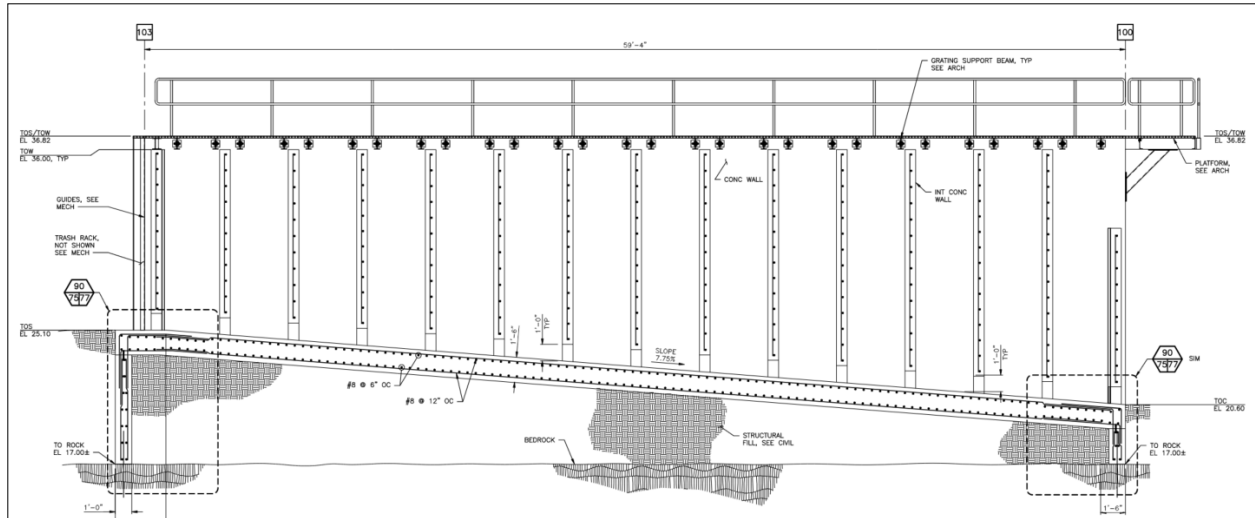 103
100
59'-4"
GRATING SUPPORT BEAM, TYP
SEE ARCH
TOS/TOW
EL 36.82
TOW
EL 36.00, TYP
TOS/TOW
EL 36.82
PLATFORM,
SEE ARCH
CONC WALL
INT CONC
WALL
GUIDES, SEE
MECH
TRASH RACK,
NOT SHOWN
SEE MECH
90
7577
TOS
EL 25.10
1'-6"
1'-0"
TYP
SLOPE
7.75%
1'-0"
TYP
90
7577
SIM
#8 @ 6" OC
#8 @ 12" OC
TOC
EL 20.60
STRUCTURAL
FILL, SEE CIVIL
BEDROCK
TO ROCK
EL 17.00±
TO ROCK
EL 17.00±
1'-0"
1'-6"